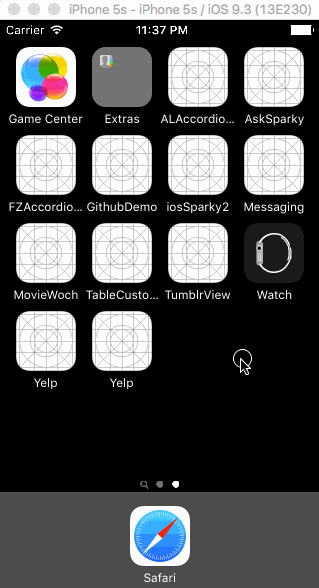 iPhone 5s - iPhone 5s / iOS 9.3 (13E230)
Carrier 11:37 PM
Game Center Extras ALAccordio... AskSparky
FZAccordio... GithubDemo iosSparky2 Messaging
MovieWoch TableCusto... TumblrView Watch
Yelp Yelp
Safari